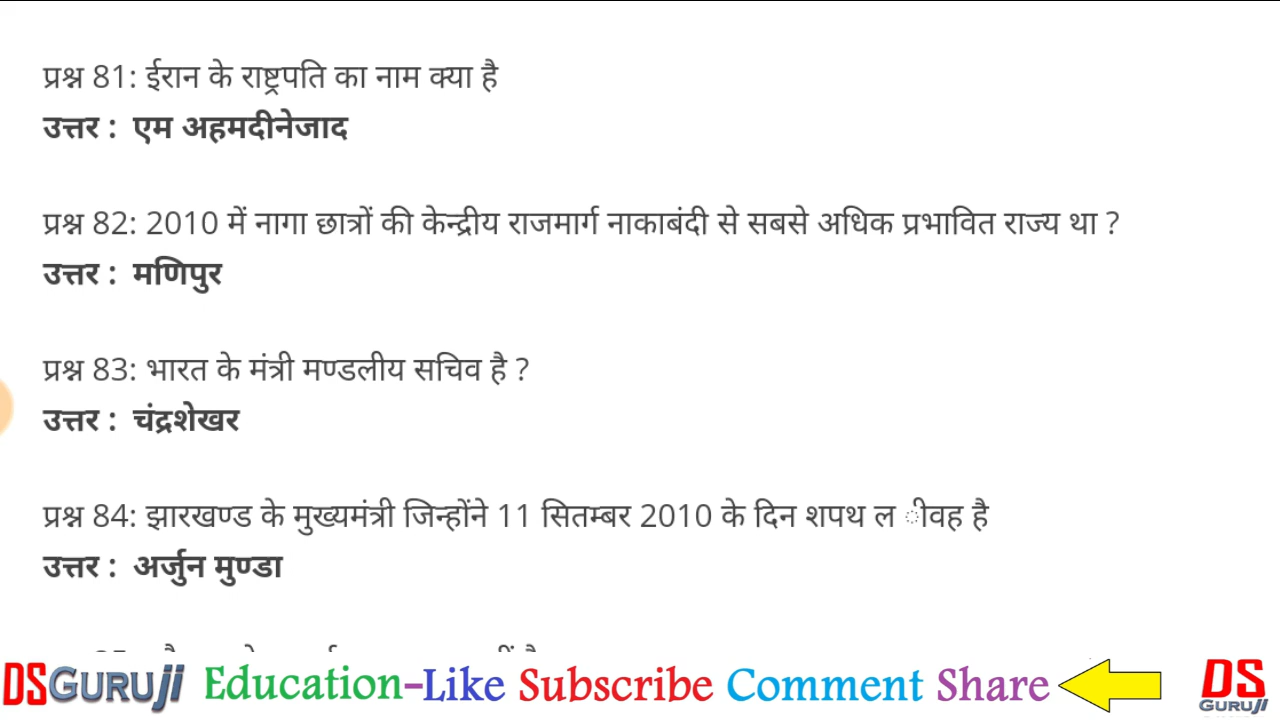 प्रश्न 81: ईरान के राष्ट्रपति का नाम क्या है
उत्तर : एम अहमदीनेजाद
प्रश्न 82: 2010 में नागा छात्रों की केन्द्रीय राजमार्ग नाकाबंदी से सबसे अधिक प्रभावित राज्य था ?
उत्तर : मणिपुर
प्रश्न 83: भारत के मंत्री मण्डलीय सचिव है ?
उत्तर : चंद्रशेखर
प्रश्न 84: झारखण्ड के मुख्यमंत्री जिन्होंने 11 सितम्बर 2010 के दिन शपथ ल ीवह है
उत्तर : अर्जुन मुण्डा
DSGURUji Education-Like Subscribe Comment Share DS GURUJI